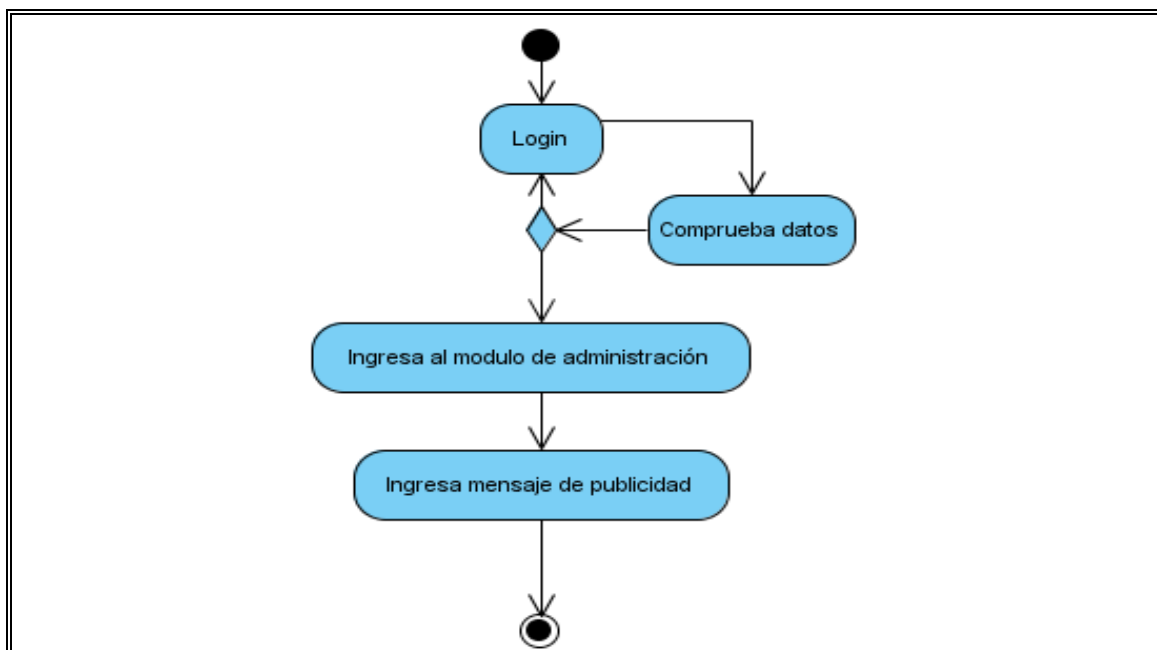 Login
Comprueba datos
Ingresa al modulo de administración
Ingresa mensaje de publicidad